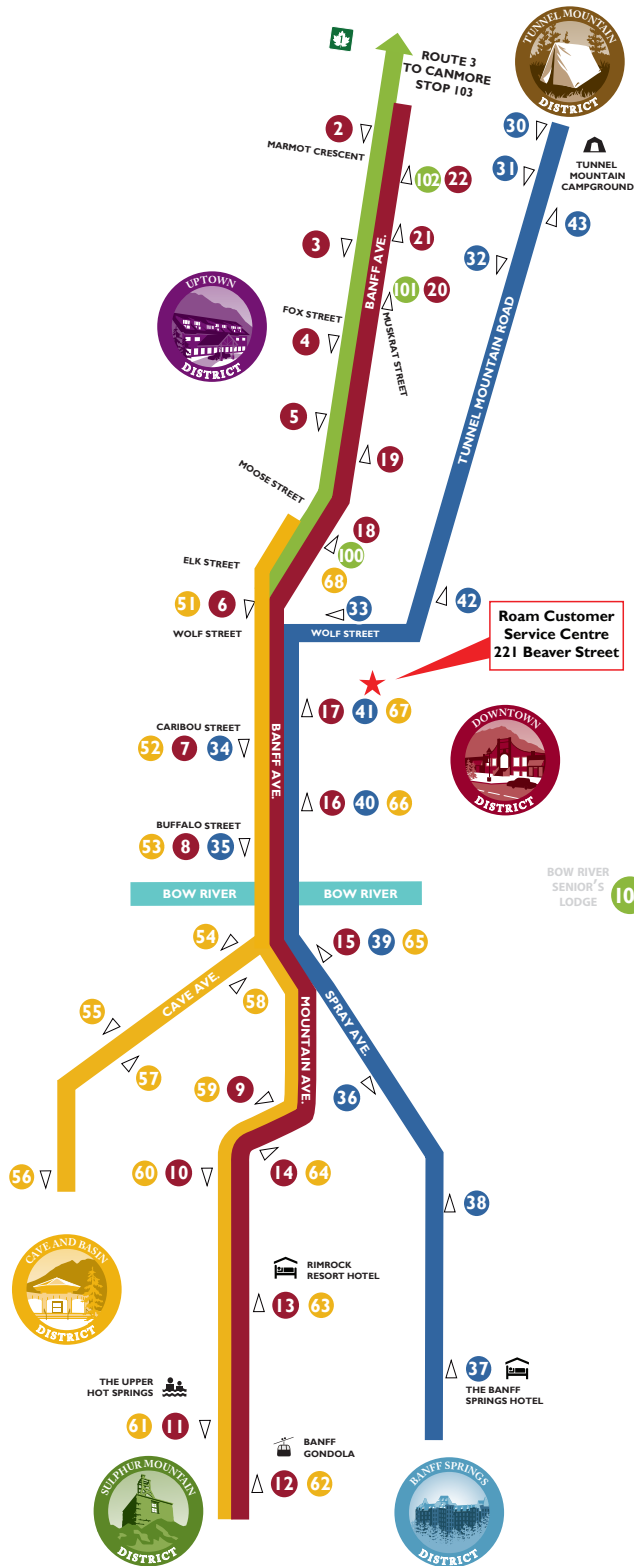 1
ROUTE 3
TO CANMORE
STOP 103
TUNNEL MOUNTAIN
DISTRICT
2
MARMOT CRESCENT
30
31
TUNNEL
MOUNTAIN
CAMPGROUND
102 22
43
3
21
32
BANFF AVE.
101 20
UPTOWN
DISTRICT
FOX STREET
4
MUSKRAT STREET
TUNNEL MOUNTAIN ROAD
5
19
MOOSE STREET
18
100
68
ELK STREET
51 6
WOLF STREET
33
WOLF STREET
42
Roam Customer
Service Centre
221 Beaver Street
17 41 67
CARIBOU STREET
52 7 34
BANFF AVE.
DOWNTOWN
DISTRICT
16 40 66
BUFFALO STREET
53 8 35
BOW RIVER
BOW RIVER
BOW RIVER
SENIOR'S
LODGE
10
54
15 39 65
CAVE AVE.
58
55
57
MOUNTAIN AVE.
SPRAY AVE.
59 9
36
56
60 10
14 64
38
CAVE AND BASIN
DISTRICT
RIMROCK
RESORT HOTEL
13 63
THE UPPER
HOT SPRINGS
61 11
37
THE BANFF
SPRINGS HOTEL
BANFF
GONDOLA
12 62
SULPHUR MOUNTAIN
DISTRICT
BANFF SPRINGS
DISTRICT